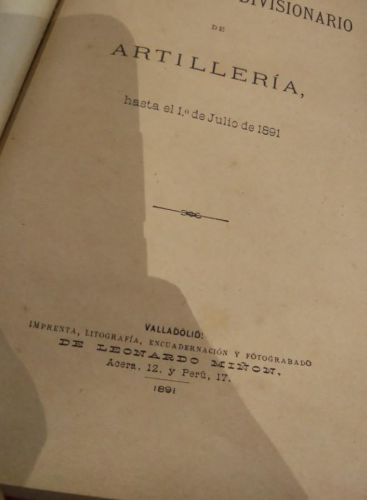 DIVISIONARIO
DE
ARTILLERÍA,
hasta el 1.º de Julio de 1891
VALLADOLID:
IMPRENTA, LITOGRAFÍA, ENCUADERNACIÓN Y FOTOGRABADO
DE LEONARDO MIÑON.
Acera, 12. y Perú, 17.
1891